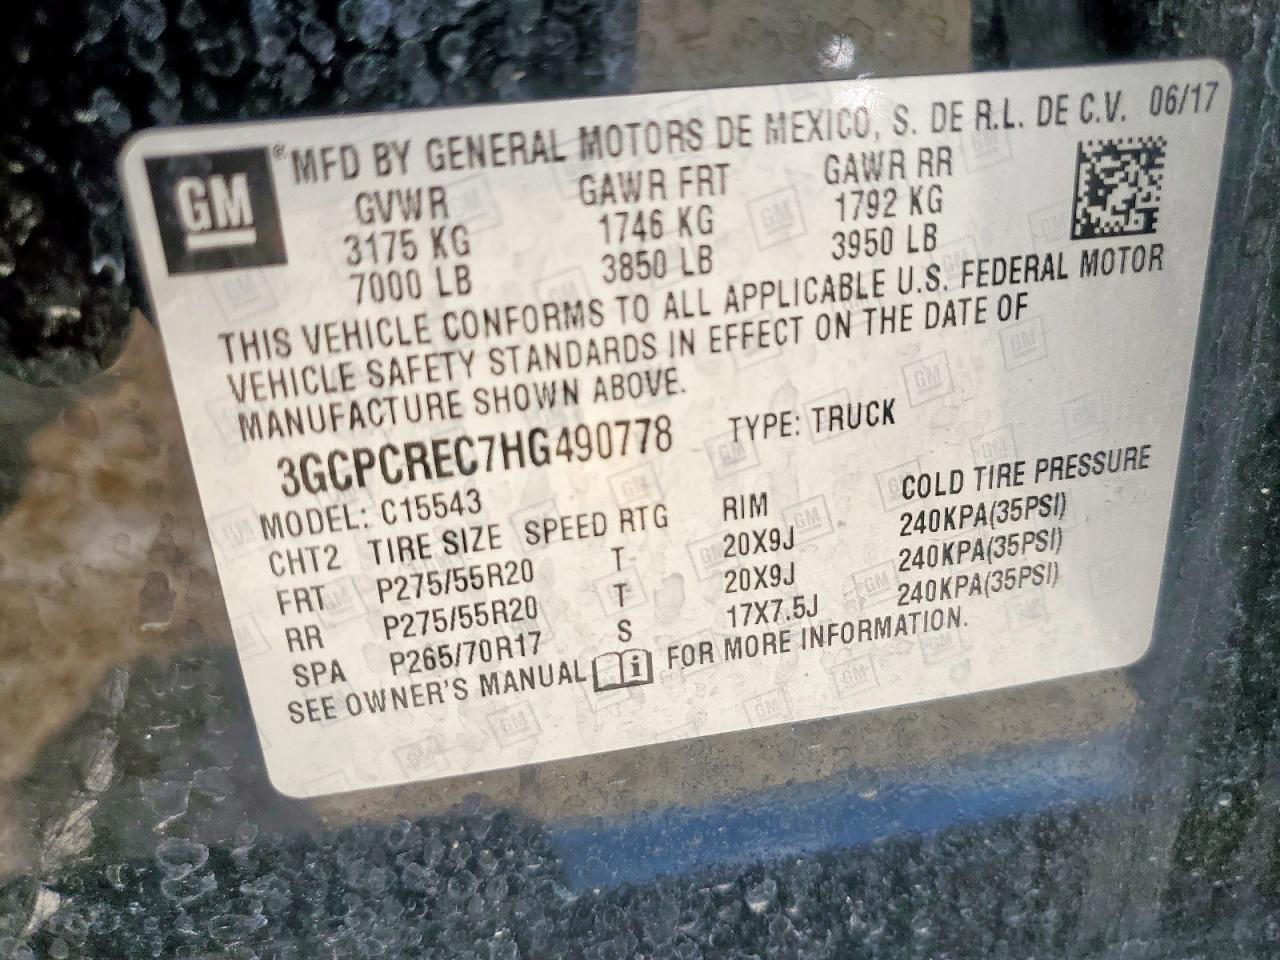 GM ® MFD BY GENERAL MOTORS DE MEXICO, S. DE R.L. DE C.V. 06/17
GVWR GAWR FRT GAWR RR
3175 KG 1746 KG 1792 KG
7000 LB 3850 LB 3950 LB
THIS VEHICLE CONFORMS TO ALL APPLICABLE U.S. FEDERAL MOTOR
VEHICLE SAFETY STANDARDS IN EFFECT ON THE DATE OF
MANUFACTURE SHOWN ABOVE.
3GCPCREC7HG490778 TYPE: TRUCK
MODEL: C15543
CHT2 TIRE SIZE SPEED RTG RIM COLD TIRE PRESSURE
FRT P275/55R20 T 20X9J 240KPA(35PSI)
RR P275/55R20 T 20X9J 240KPA(35PSI)
SPA P265/70R17 S 17X7.5J 240KPA(35PSI)
SEE OWNER'S MANUAL i FOR MORE INFORMATION.